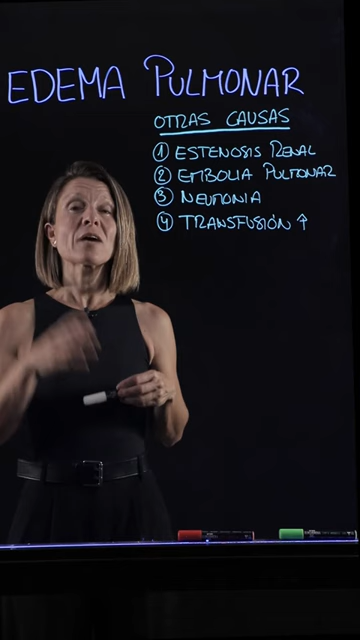 EDEMA PULMONAR
OTRAS CAUSAS
① ESTENOSIS RENAL
② EMBOLIA PULMONAR
③ NEUMONIA
④ TRANSFUSIÓN ↑